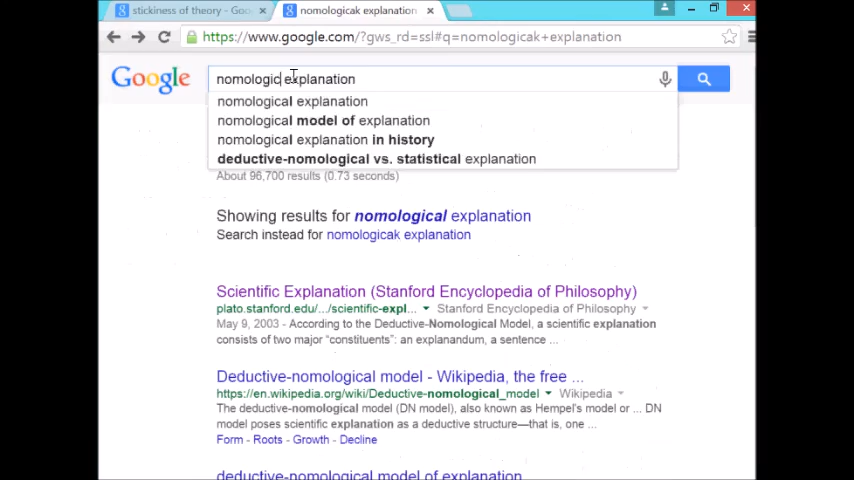 stickiness of theory - Goo
nomologicak explanation
https://www.google.com/?gws_rd=ssl#q=nomologicak+explanation
Google
nomologic explanation
nomological explanation
nomological model of explanation
nomological explanation in history
deductive-nomological vs. statistical explanation
About 96,700 results (0.73 seconds)
Showing results for nomological explanation
Search instead for nomologicak explanation
Scientific Explanation (Stanford Encyclopedia of Philosophy)
plato.stanford.edu/.../scientific-expl... Stanford Encyclopedia of Philosophy
May 9, 2003 - According to the Deductive-Nomological Model, a scientific explanation
consists of two major “constituents”: an explanandum, a sentence ...
Deductive-nomological model - Wikipedia, the free ...
https://en.wikipedia.org/wiki/Deductive-nomological_model Wikipedia
The deductive-nomological model (DN model), also known as Hempel's model or ... DN
model poses scientific explanation as a deductive structure—that is, one ...
Form - Roots - Growth - Decline
deductive-nomological model of explanation